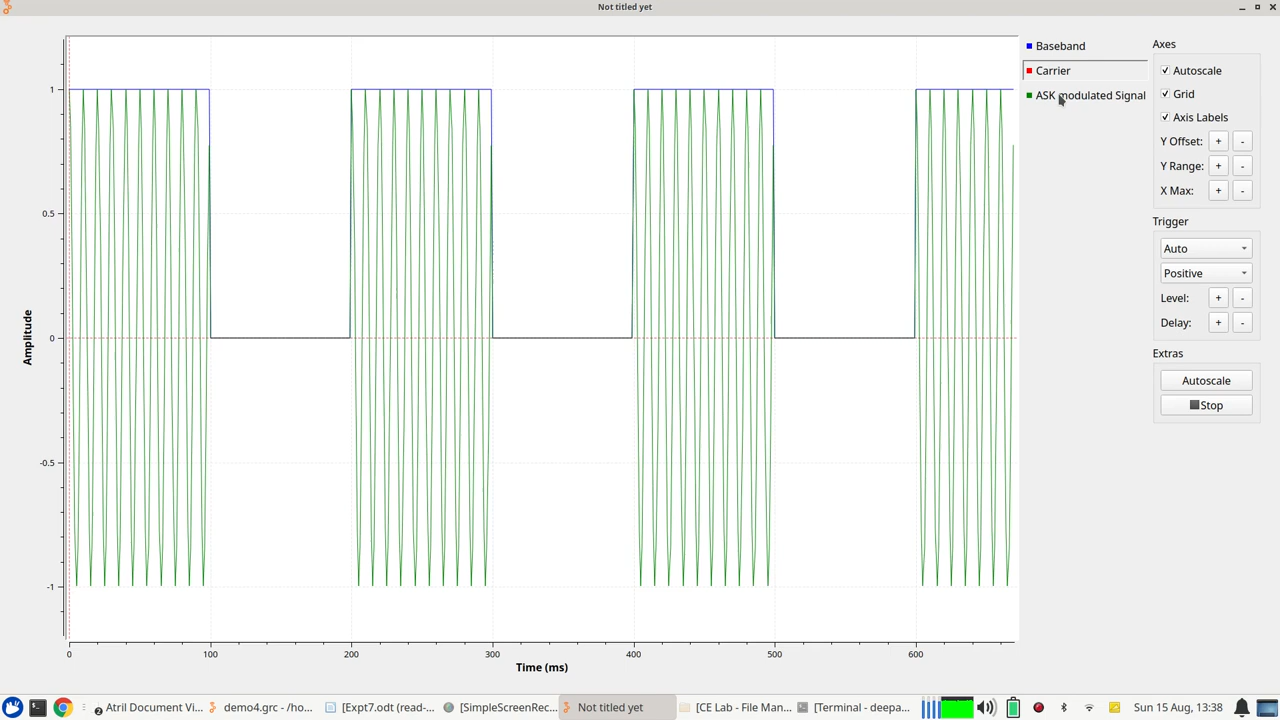 Not titled yet
Baseband
Carrier
ASK modulated Signal
Axes
Autoscale
Grid
Axis Labels
Y Offset: + -
Y Range: + -
X Max: + -
Trigger
Auto
Positive
Level: + -
Delay: + -
Extras
Autoscale
Stop
Amplitude
1
0.5
0
-0.5
-1
0 100 200 300 400 500 600
Time (ms)
2 Atril Document Vi... demo4.grc - /ho... [Expt7.odt (read-... [SimpleScreenRec... Not titled yet [CE Lab - File Man... [Terminal - deepa... Sun 15 Aug, 13:38